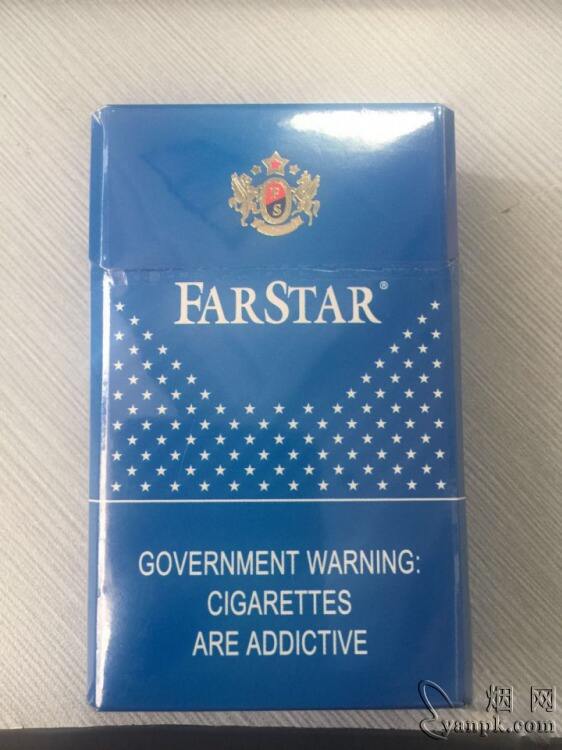 F
S
FARSTAR®
GOVERNMENT WARNING:
CIGARETTES
ARE ADDICTIVE
烟网
yanpk.com